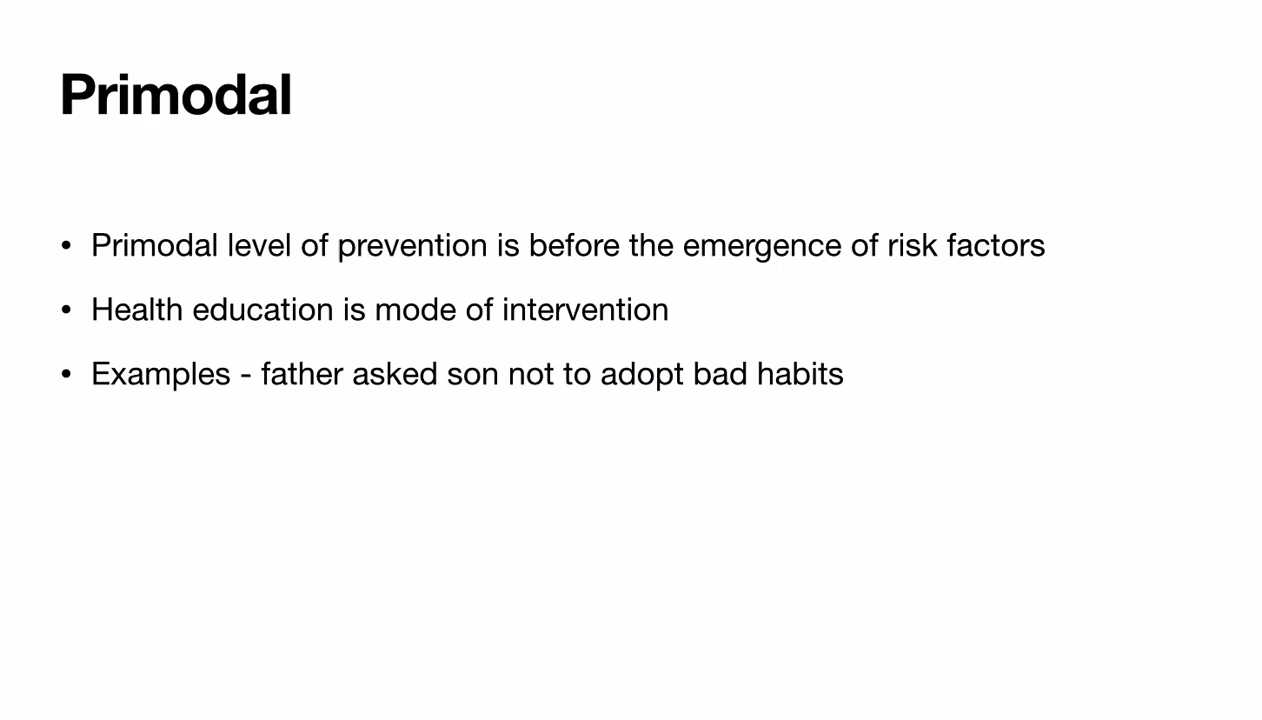 Primodal
• Primodal level of prevention is before the emergence of risk factors
• Health education is mode of intervention
• Examples - father asked son not to adopt bad habits